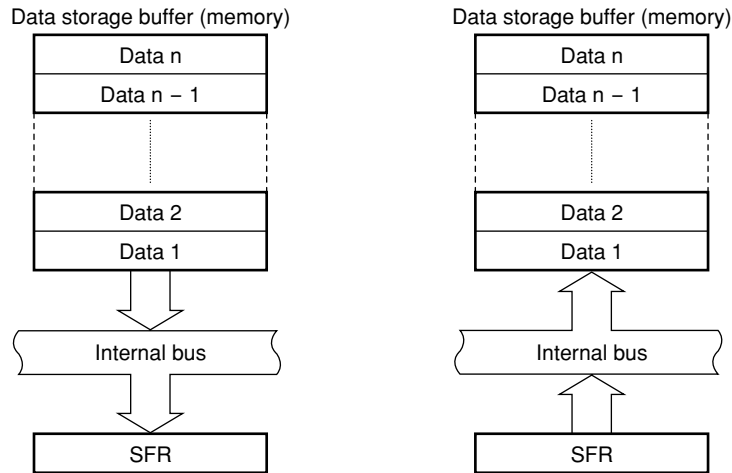 Data storage buffer (memory)
Data n
Data n − 1
Data 2
Data 1
Internal bus
SFR
Data storage buffer (memory)
Data n
Data n − 1
Data 2
Data 1
Internal bus
SFR